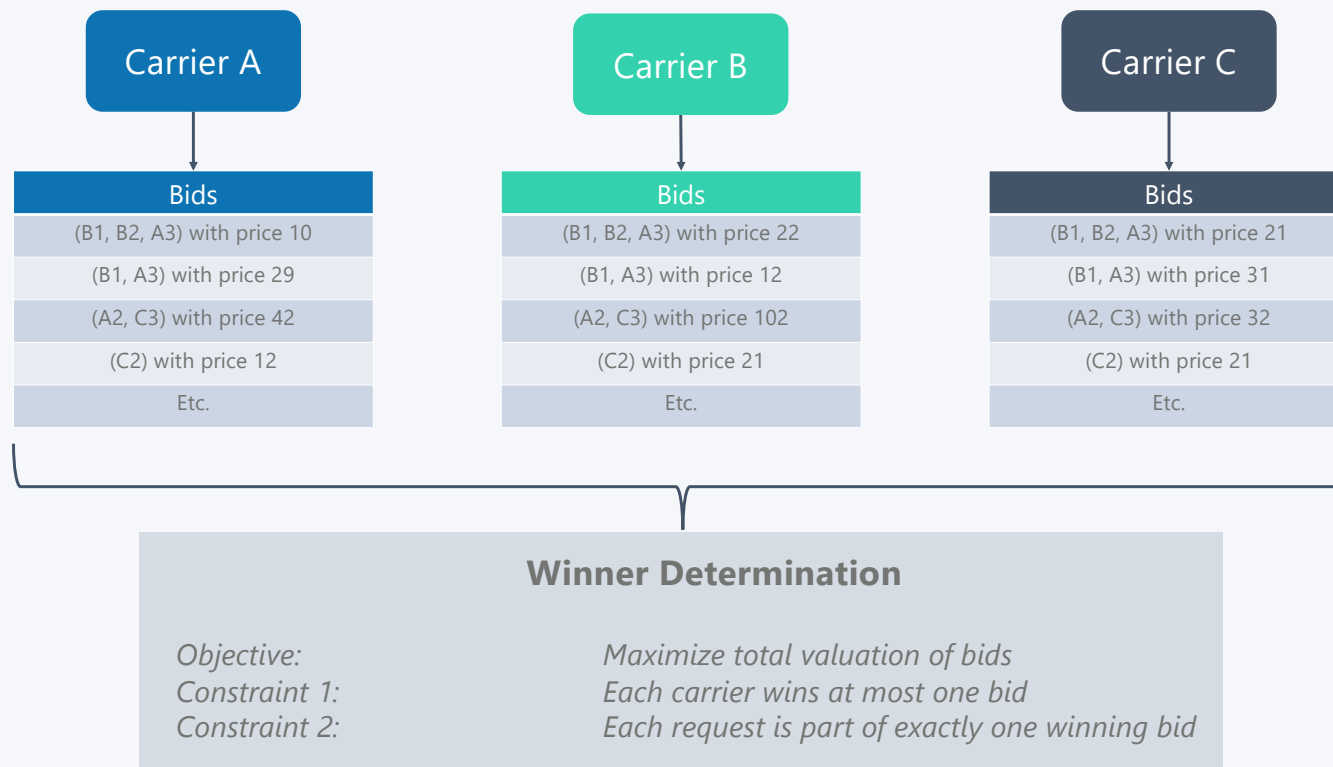 Carrier A
Carrier B
Carrier C
Bids
(B1, B2, A3) with price 10
(B1, A3) with price 29
(A2, C3) with price 42
(C2) with price 12
Etc.
Bids
(B1, B2, A3) with price 22
(B1, A3) with price 12
(A2, C3) with price 102
(C2) with price 21
Etc.
Bids
(B1, B2, A3) with price 21
(B1, A3) with price 31
(A2, C3) with price 32
(C2) with price 21
Etc.
Winner Determination
Objective: Maximize total valuation of bids
Constraint 1: Each carrier wins at most one bid
Constraint 2: Each request is part of exactly one winning bid